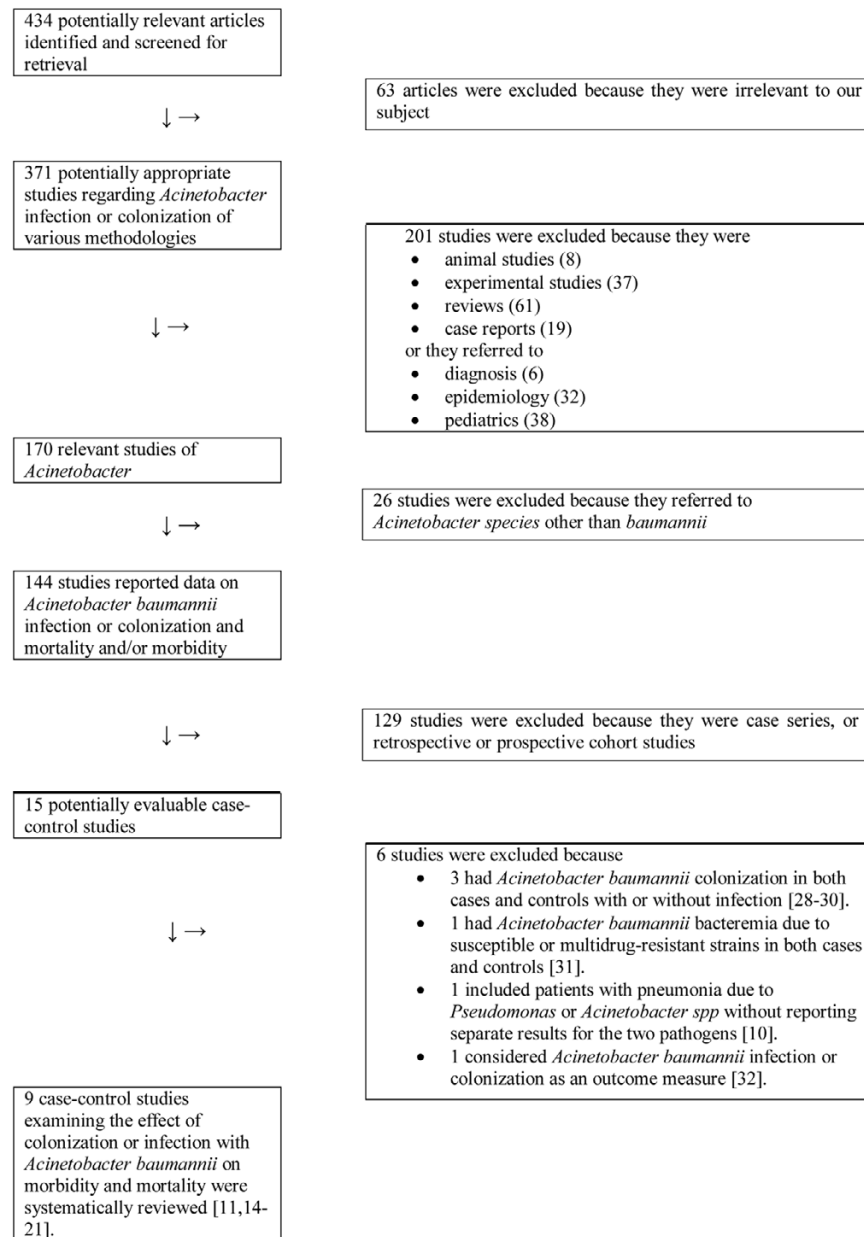 434 potentially relevant articles
identified and screened for
retrieval
63 articles were excluded because they were irrelevant to our
subject
↓ →
371 potentially appropriate
studies regarding Acinetobacter
infection or colonization of
various methodologies
201 studies were excluded because they were
• animal studies (8)
• experimental studies (37)
• reviews (61)
• case reports (19)
or they referred to
• diagnosis (6)
• epidemiology (32)
• pediatrics (38)
↓ →
170 relevant studies of
Acinetobacter
26 studies were excluded because they referred to
Acinetobacter species other than baumannii
↓ →
144 studies reported data on
Acinetobacter baumannii
infection or colonization and
mortality and/or morbidity
129 studies were excluded because they were case series, or
retrospective or prospective cohort studies
↓ →
15 potentially evaluable case-
control studies
6 studies were excluded because
• 3 had Acinetobacter baumannii colonization in both
cases and controls with or without infection [28-30].
• 1 had Acinetobacter baumannii bacteremia due to
susceptible or multidrug-resistant strains in both cases
and controls [31].
• 1 included patients with pneumonia due to
Pseudomonas or Acinetobacter spp without reporting
separate results for the two pathogens [10].
• 1 considered Acinetobacter baumannii infection or
colonization as an outcome measure [32].
↓ →
9 case-control studies
examining the effect of
colonization or infection with
Acinetobacter baumannii on
morbidity and mortality were
systematically reviewed [11,14-
21].